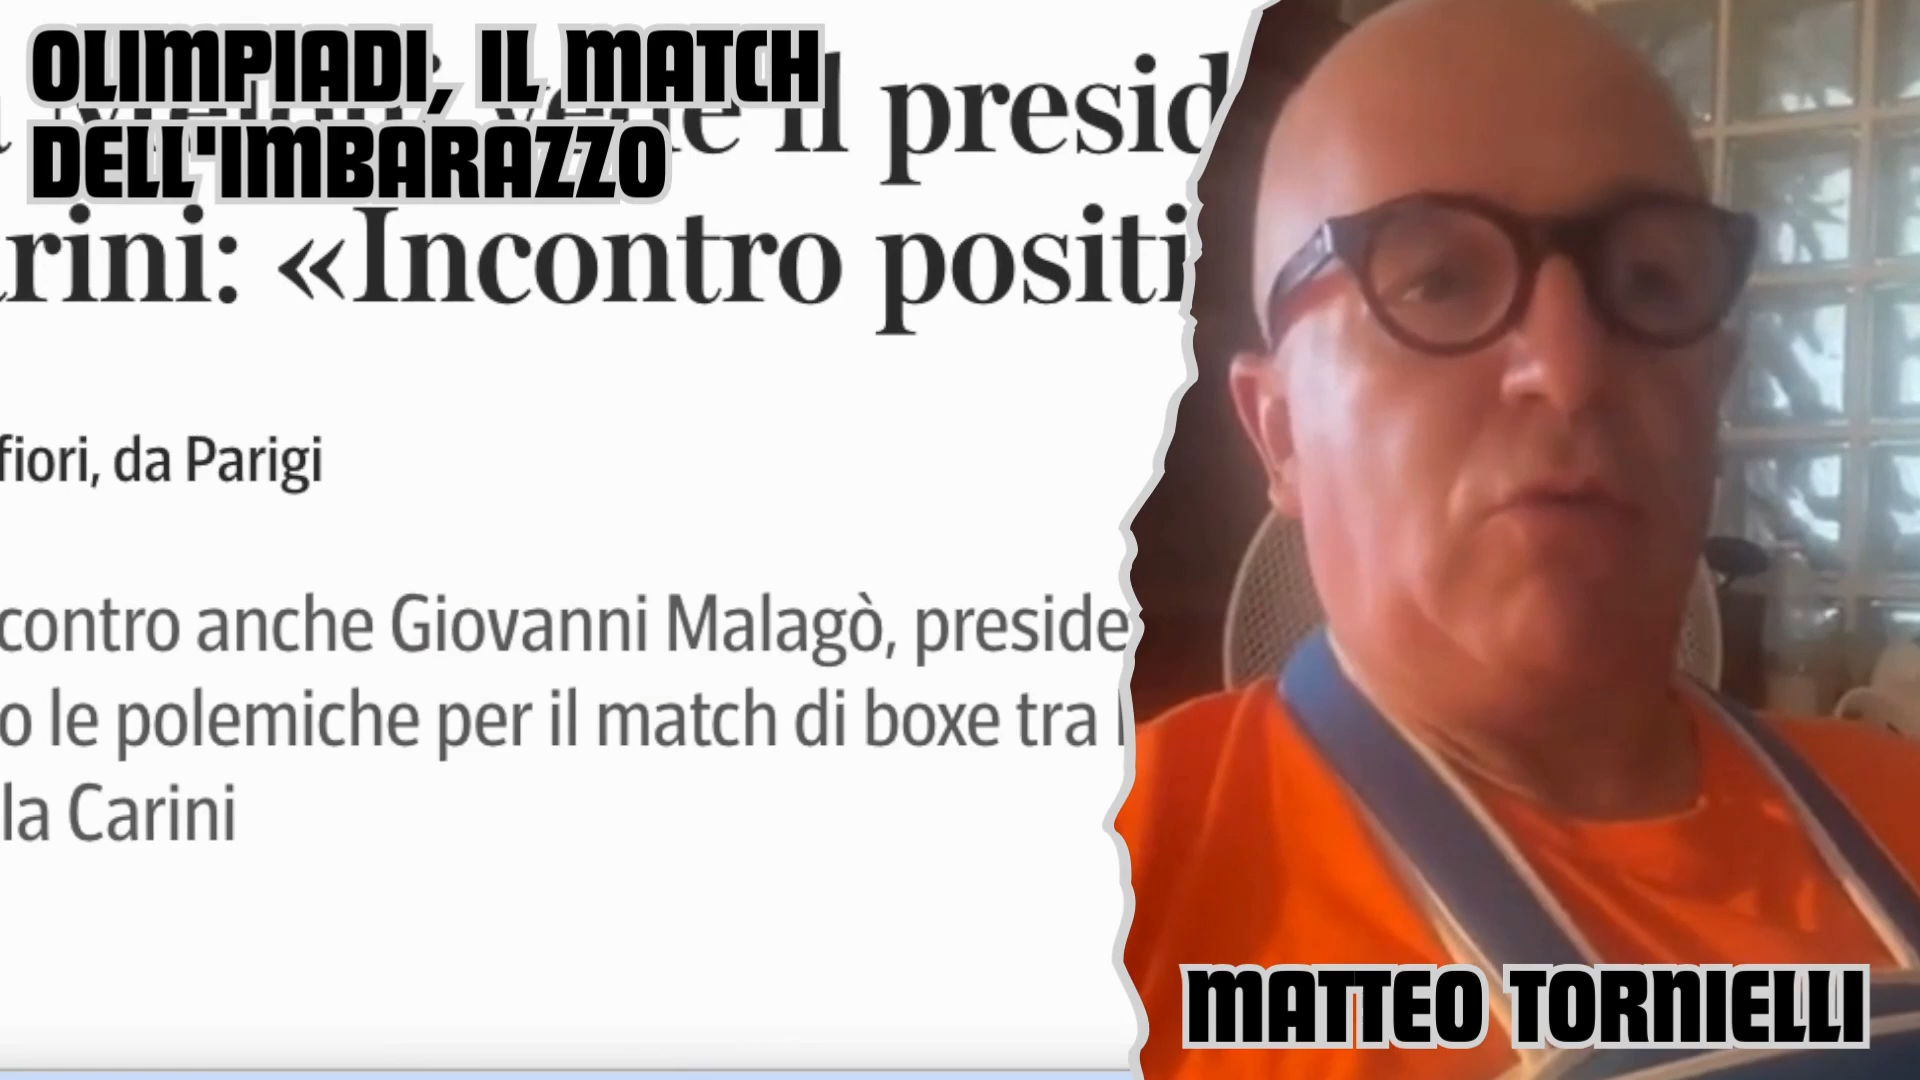 OLIMPIADI, IL MATCH
DELL'IMBARAZZO
il presid
rini: «Incontro positi
fiori, da Parigi
contro anche Giovanni Malagò, preside
o le polemiche per il match di boxe tra
la Carini
MATTEO TORNIELLI